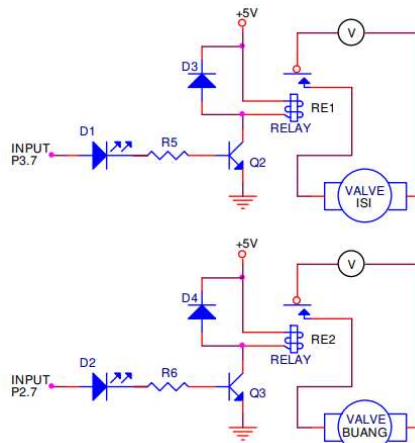 +5V
V
D3
RE1
RELAY
D1
R5
INPUT
P3.7
Q2
VALVE
ISI
+5V
V
D4
RE2
RELAY
D2
R6
INPUT
P2.7
Q3
VALVE
BUANG